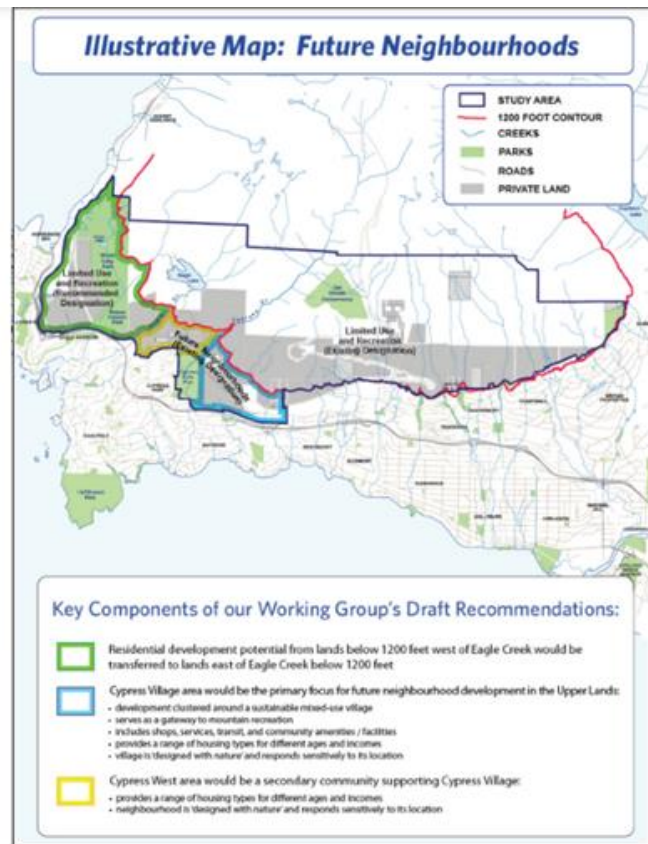 Illustrative Map: Future Neighbourhoods
STUDY AREA
1200 FOOT CONTOUR
CREEKS
PARKS
ROADS
PRIVATE LAND
Limited Use
and Recreation
(Recommended
Designation)
Limited Use
and Recreation
(Existing Designation)
Future Neighbourhoods
(Existing Designation)
Key Components of our Working Group's Draft Recommendations:
Residential development potential from lands below 1200 feet west of Eagle Creek would be
transferred to lands east of Eagle Creek below 1200 feet
Cypress Village area would be the primary focus for future neighbourhood development in the Upper Lands:
• development clustered around a sustainable mixed-use village
• serves as a gateway to mountain recreation
• includes shops, services, transit, and community amenities / facilities
• provides a range of housing types for different ages and incomes
• village is 'designed with nature' and responds sensitively to its location
Cypress West area would be a secondary community supporting Cypress Village:
• provides a range of housing types for different ages and incomes
• neighbourhood is 'designed with nature' and responds sensitively to its location